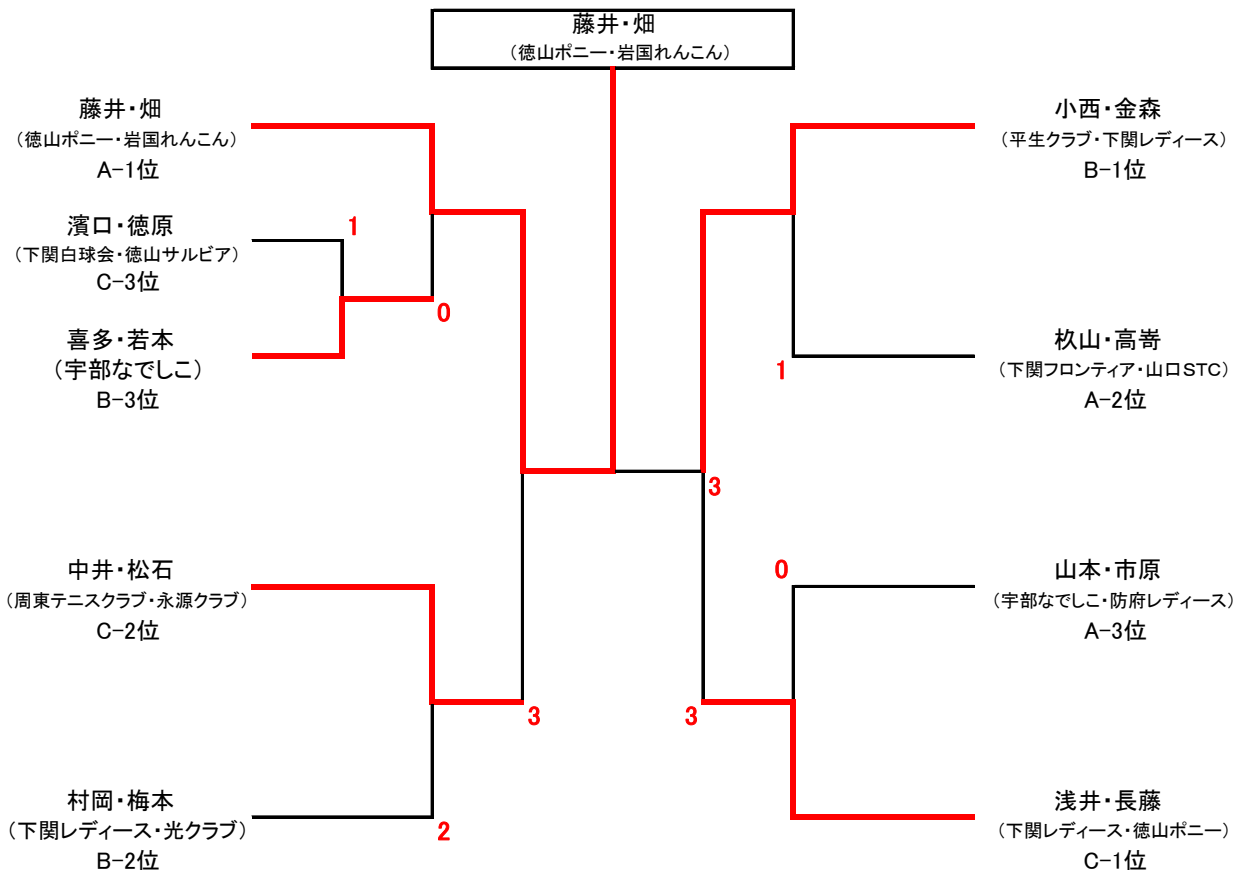 藤井・畑
(徳山ポニー・岩国れんこん)
藤井・畑
(徳山ポニー・岩国れんこん)
A-1位
濱口・徳原
(下関白球会・徳山サルビア)
C-3位
1
喜多・若本
(宇部なでしこ)
B-3位
0
中井・松石
(周東テニスクラブ・永源クラブ)
C-2位
3
村岡・梅本
(下関レディース・光クラブ)
B-2位
2
小西・金森
(平生クラブ・下関レディース)
B-1位
杁山・高嵜
(下関フロンティア・山口STC)
A-2位
1
3
0
山本・市原
(宇部なでしこ・防府レディース)
A-3位
3
浅井・長藤
(下関レディース・徳山ポニー)
C-1位